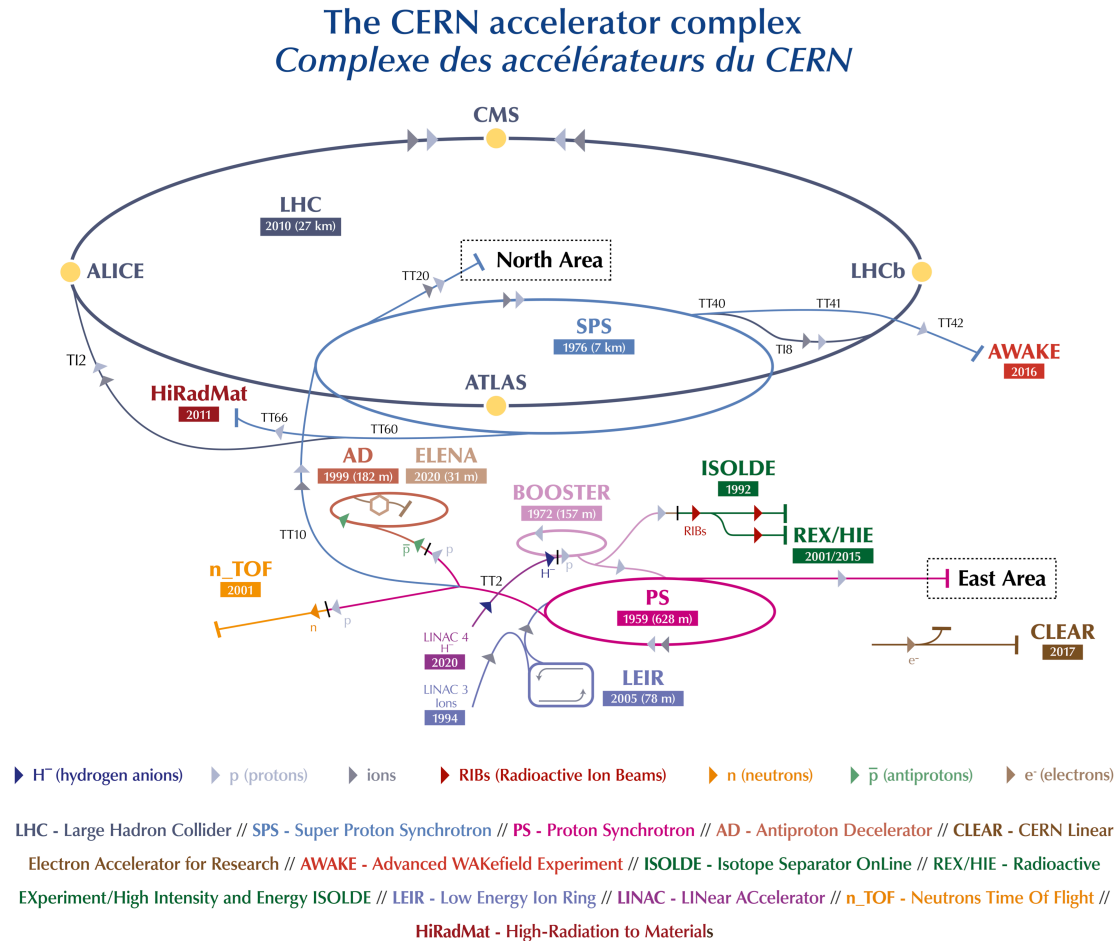 The CERN accelerator complex
Complexe des accélérateurs du CERN
CMS
LHC
2010 (27 km)
North Area
TT20
ALICE
LHCb
TT40
TT41
SPS
1976 (7 km)
TT42
TI8
AWAKE
2016
TI2
ATLAS
HiRadMat
2011
TT66
TT60
AD
1999 (182 m)
ELENA
2020 (31 m)
ISOLDE
1992
BOOSTER
1972 (157 m)
RIBs
REX/HIE
2001/2015
TT10
p̅
p
H⁻
p
n_TOF
2001
TT2
East Area
PS
1959 (628 m)
n
p
LINAC 4
H⁻
2020
CLEAR
2017
e⁻
LEIR
2005 (78 m)
LINAC 3
Ions
1994
H⁻ (hydrogen anions)
p (protons)
ions
RIBs (Radioactive Ion Beams)
n (neutrons)
p̅ (antiprotons)
e⁻ (electrons)
LHC - Large Hadron Collider // SPS - Super Proton Synchrotron // PS - Proton Synchrotron // AD - Antiproton Decelerator // CLEAR - CERN Linear
Electron Accelerator for Research // AWAKE - Advanced WAKefield Experiment // ISOLDE - Isotope Separator OnLine // REX/HIE - Radioactive
EXperiment/High Intensity and Energy ISOLDE // LEIR - Low Energy Ion Ring // LINAC - LINear ACcelerator // n_TOF - Neutrons Time Of Flight //
HiRadMat - High-Radiation to Materials